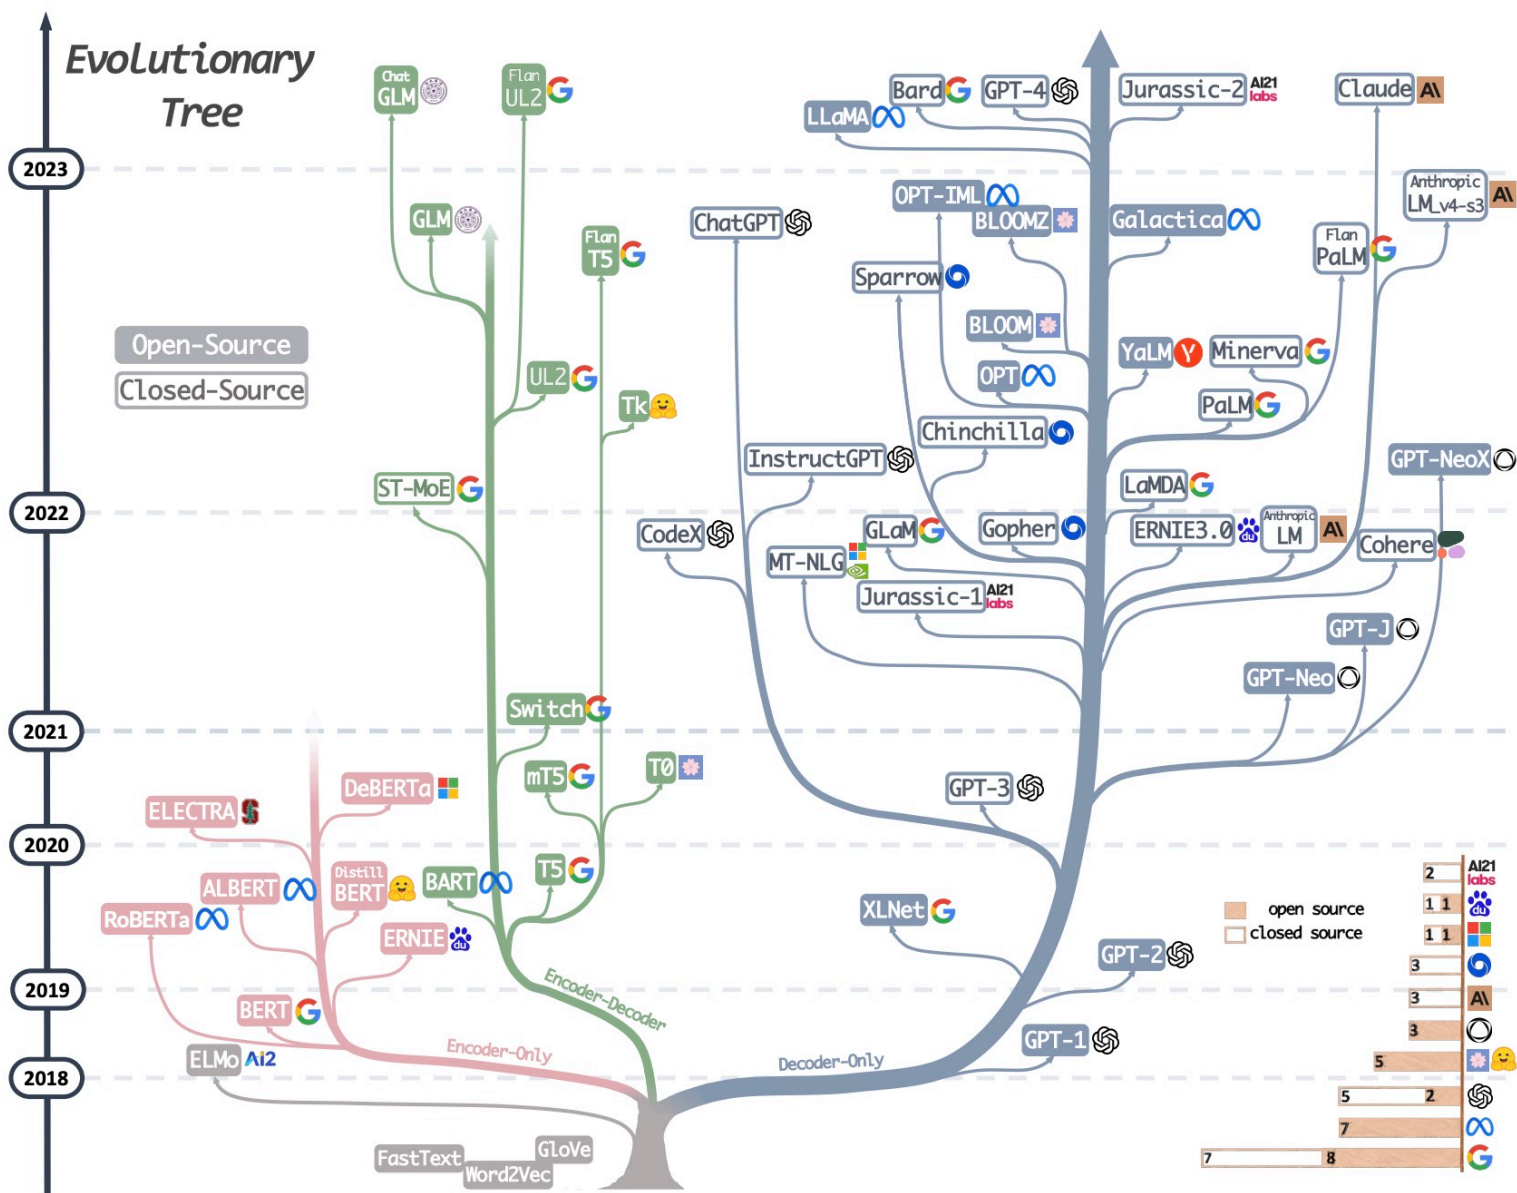 Evolutionary
Tree
Chat
GLM
Flan
UL2
Bard
GPT-4
Jurassic-2
AI21
labs
Claude
A\
LLaMA
2023
Anthropic
LM_v4-s3
A\
OPT-IML
GLM
ChatGPT
BLOOMZ
Galactica
Flan
T5
Flan
PaLM
Sparrow
BLOOM
Open-Source
YaLM
Minerva
UL2
OPT
Closed-Source
Tk
PaLM
Chinchilla
InstructGPT
GPT-NeoX
ST-MoE
LaMDA
2022
CodeX
GLaM
Gopher
ERNIE3.0
du
Anthropic
LM
A\
Cohere
MT-NLG
Jurassic-1
AI21
labs
GPT-J
GPT-Neo
Switch
2021
mT5
T0
DeBERTa
GPT-3
ELECTRA
2020
Distill
BERT
ALBERT
BART
T5
2
AI21
labs
RoBERTa
XLNet
open source
1 1
du
ERNIE
du
closed source
1 1
GPT-2
3
2019
Encoder-Decoder
3
A\
BERT
3
GPT-1
Encoder-Only
Decoder-Only
ELMo
AI2
5
2018
5 2
7
GloVe
FastText
Word2Vec
7 8